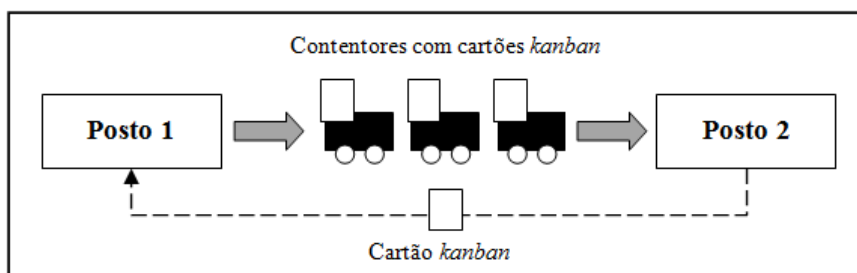 Contentores com cartões kanban
Posto 1
Posto 2
Cartão kanban